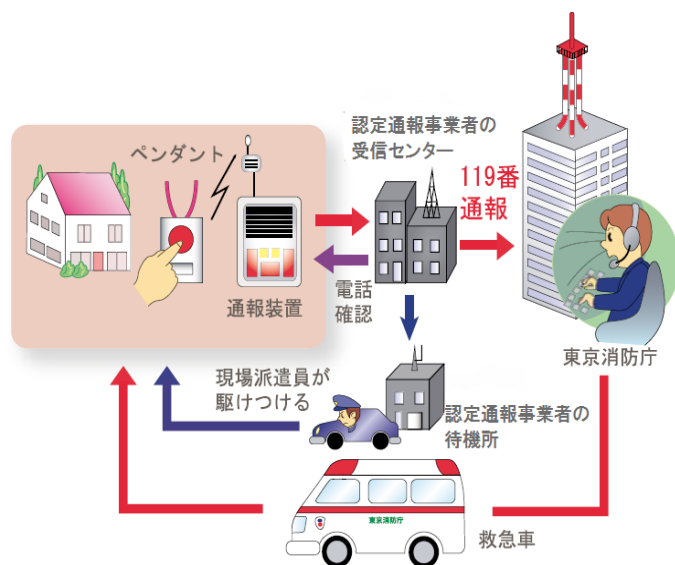 認定通報事業者の
受信センター
ペンダント
119番
通報
通報装置
電話
確認
東京消防庁
現場派遣員が
駆けつける
認定通報事業者の
待機所
東京消防庁
救急車